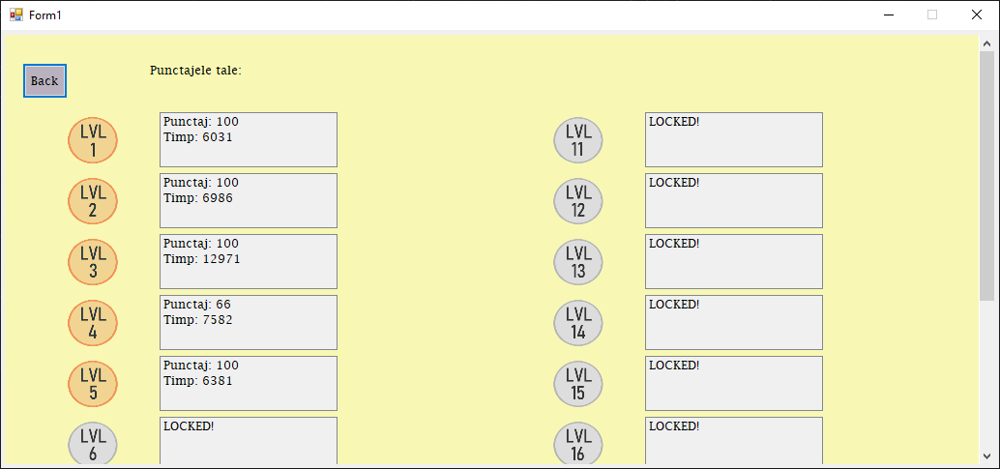 Form1
Back
Punctajele tale:
LVL
1
Punctaj: 100
Timp: 6031
LVL
11
LOCKED!
LVL
2
Punctaj: 100
Timp: 6986
LVL
12
LOCKED!
LVL
3
Punctaj: 100
Timp: 12971
LVL
13
LOCKED!
LVL
4
Punctaj: 66
Timp: 7582
LVL
14
LOCKED!
LVL
5
Punctaj: 100
Timp: 6381
LVL
15
LOCKED!
LVL
6
LOCKED!
LVL
16
LOCKED!